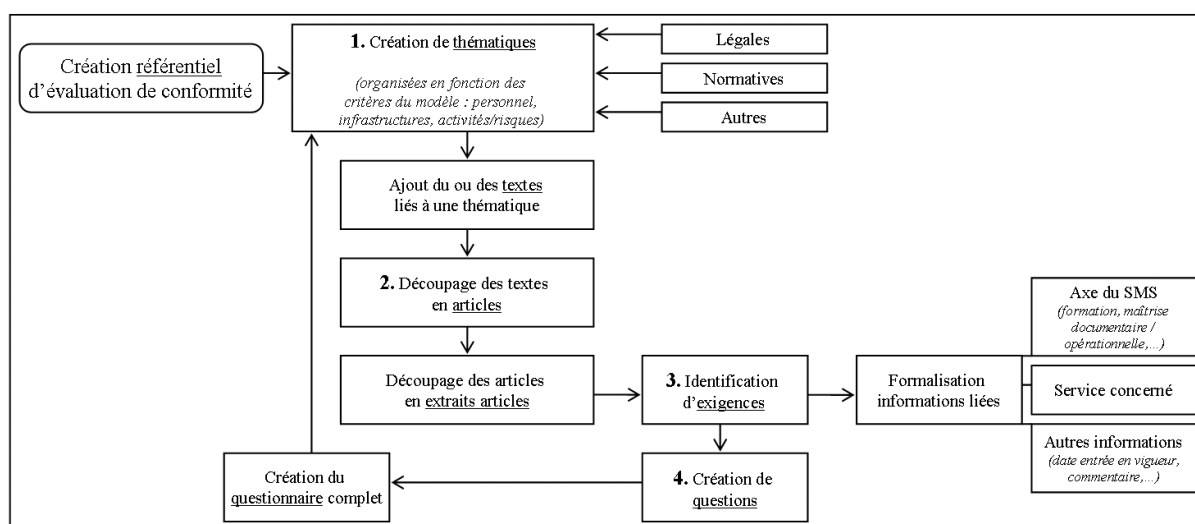 Création référentiel
d’évaluation de conformité
1. Création de thématiques
(organisées en fonction des
critères du modèle : personnel,
infrastructures, activités/risques)
Légales
Normatives
Autres
Ajout du ou des textes
liés à une thématique
2. Découpage des textes
en articles
Découpage des articles
en extraits articles
3. Identification
d’exigences
Formalisation
informations liées
Axe du SMS
(formation, maîtrise
documentaire /
opérationnelle,...)
Service concerné
Autres informations
(date entrée en vigueur,
commentaire,...)
4. Création de
questions
Création du
questionnaire complet